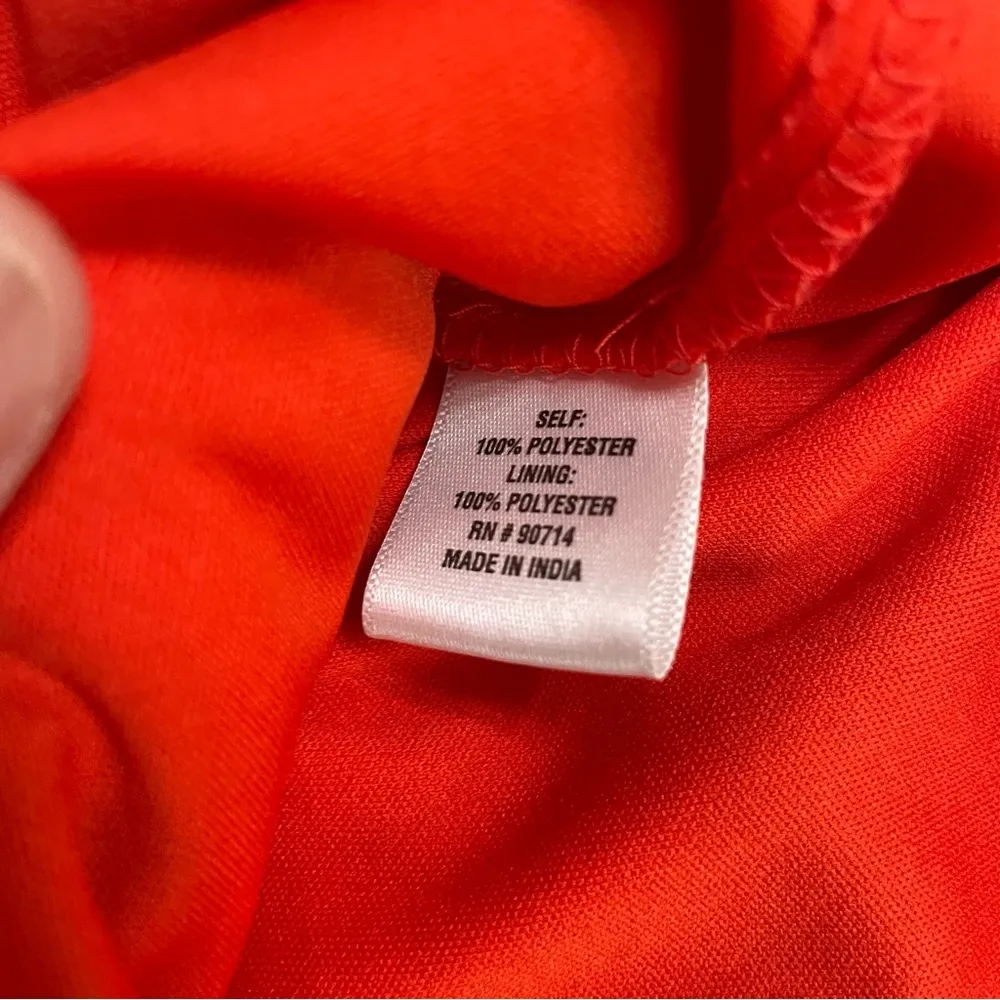 SELF:
100% POLYESTER
LINING:
100% POLYESTER
RN # 90714
MADE IN INDIA